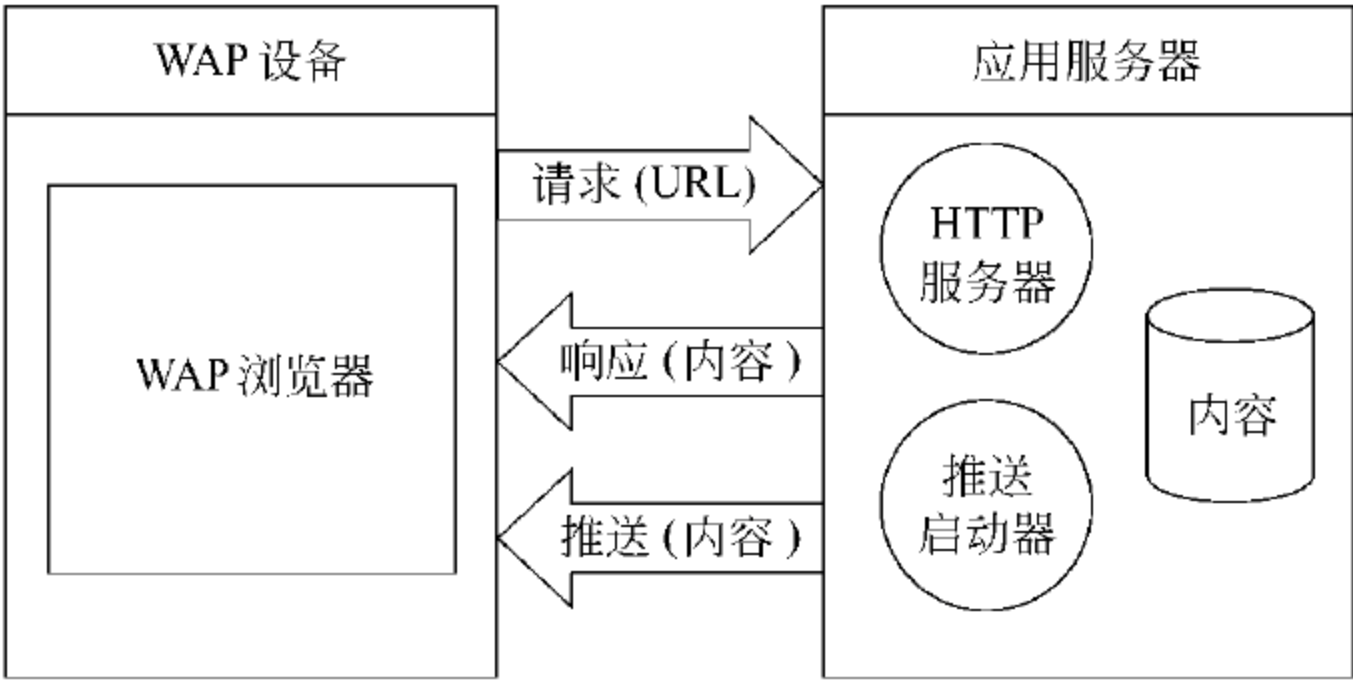 WAP 设备
应用服务器
请求 (URL)
HTTP
服务器
WAP 浏览器
响应 ( 内容 )
内容
推送
启动器
推送 ( 内容 )